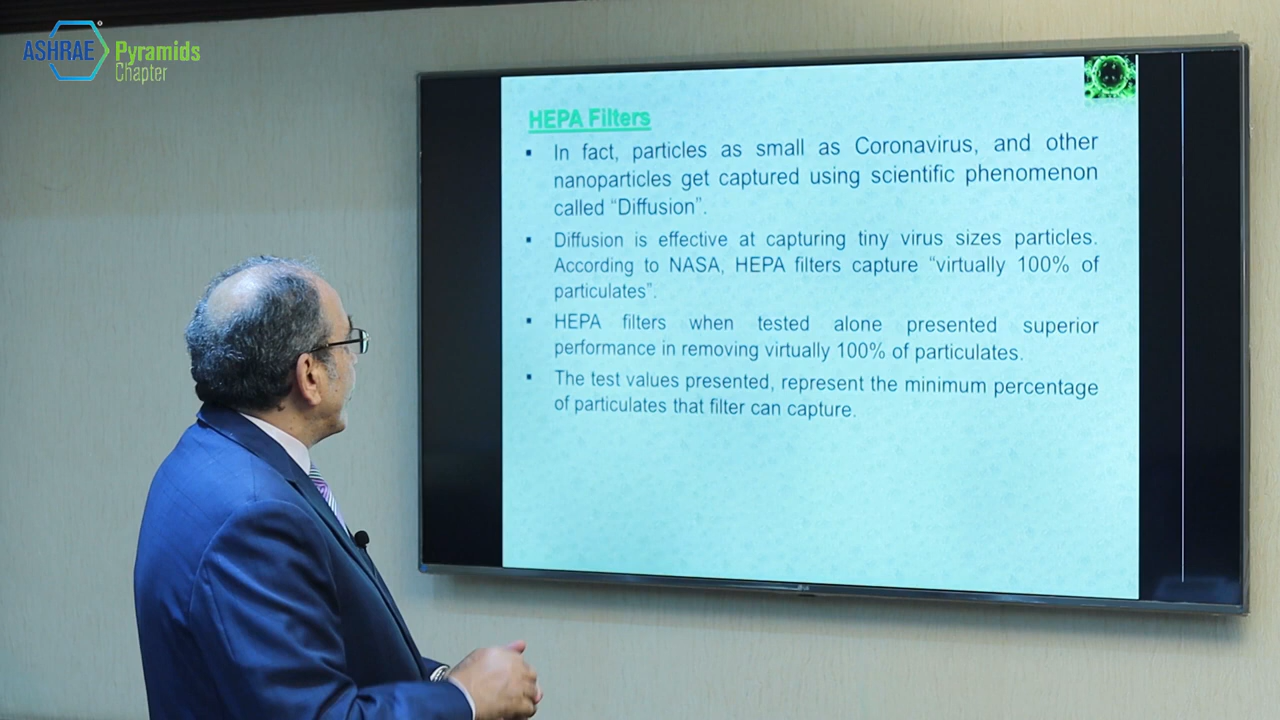 ASHRAE Pyramids
Chapter
HEPA Filters
▪ In fact, particles as small as Coronavirus, and other
nanoparticles get captured using scientific phenomenon
called “Diffusion”.
▪ Diffusion is effective at capturing tiny virus sizes particles.
According to NASA, HEPA filters capture “virtually 100% of
particulates”.
▪ HEPA filters when tested alone presented superior
performance in removing virtually 100% of particulates.
▪ The test values presented, represent the minimum percentage
of particulates that filter can capture.
LG